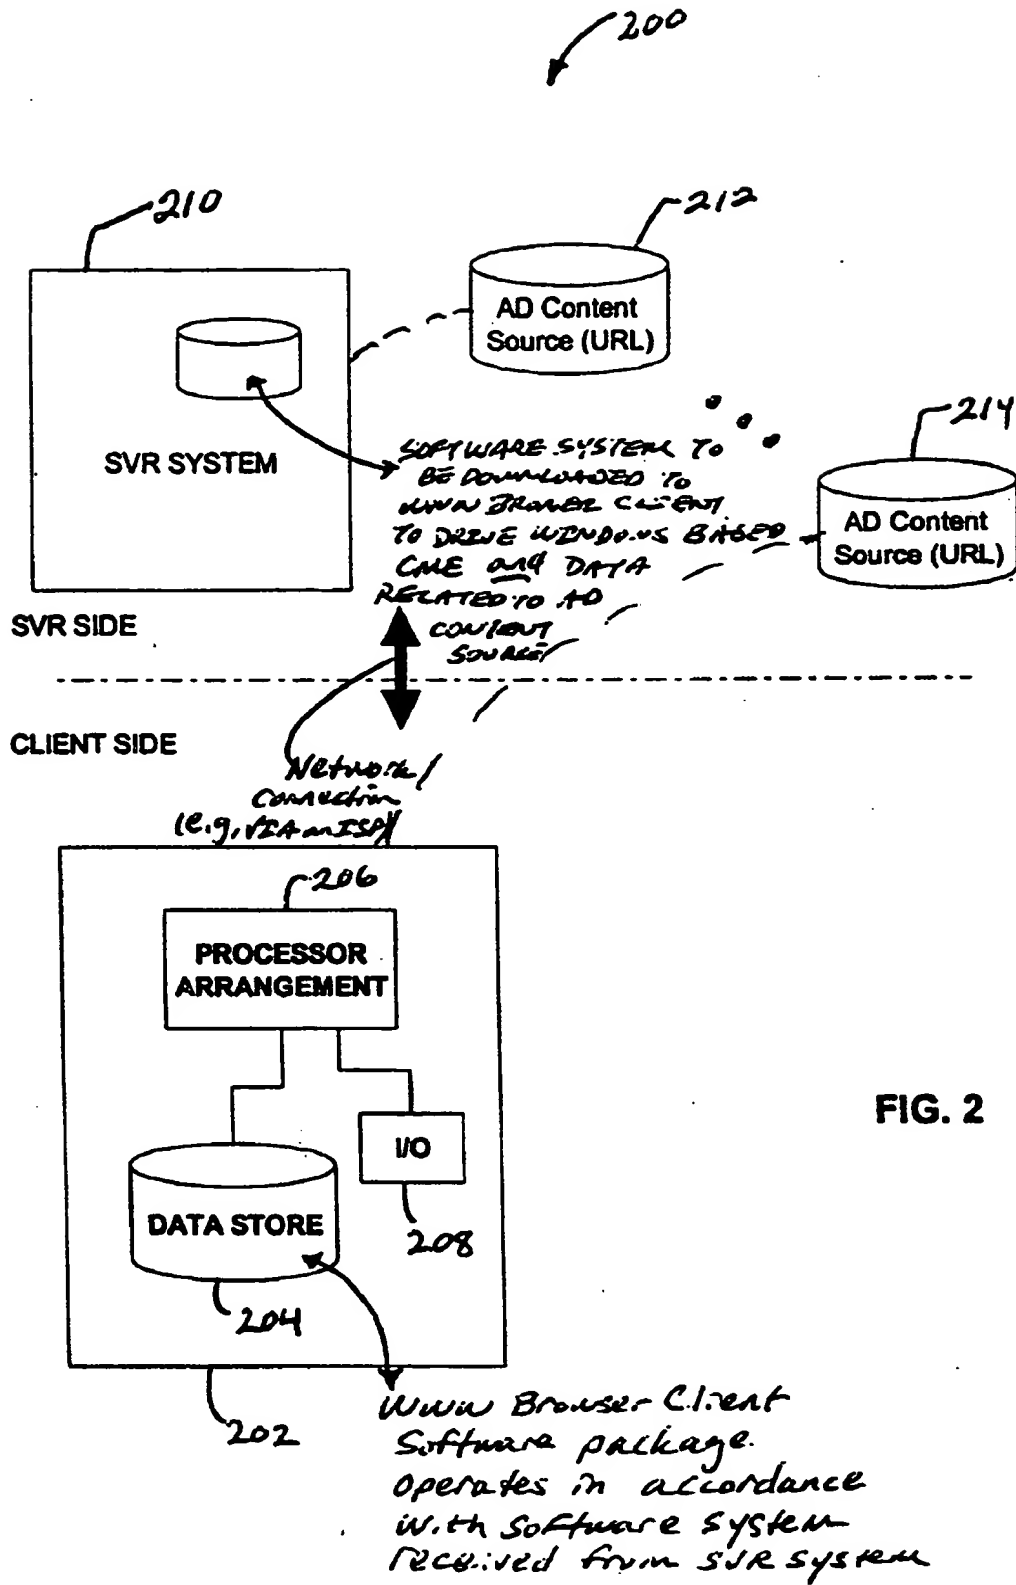 200
210
212
AD Content
Source (URL)
214
AD Content
Source (URL)
SVR SYSTEM
SOFTWARE SYSTEM TO
BE DOWNLOADED TO
WWW BROWSER CLIENT
TO DRIVE WINDOWS BASED
and DATA
RELATED TO AD
CONTENT
SOURCE
SVR SIDE
CLIENT SIDE
Network/
Connection
(e.g, VIA an ISP)
206
PROCESSOR
ARRANGEMENT
I/O
208
DATA STORE
204
202
FIG. 2
WWW Browser Client
Software package
operates in accordance
with software system
received from SVR system